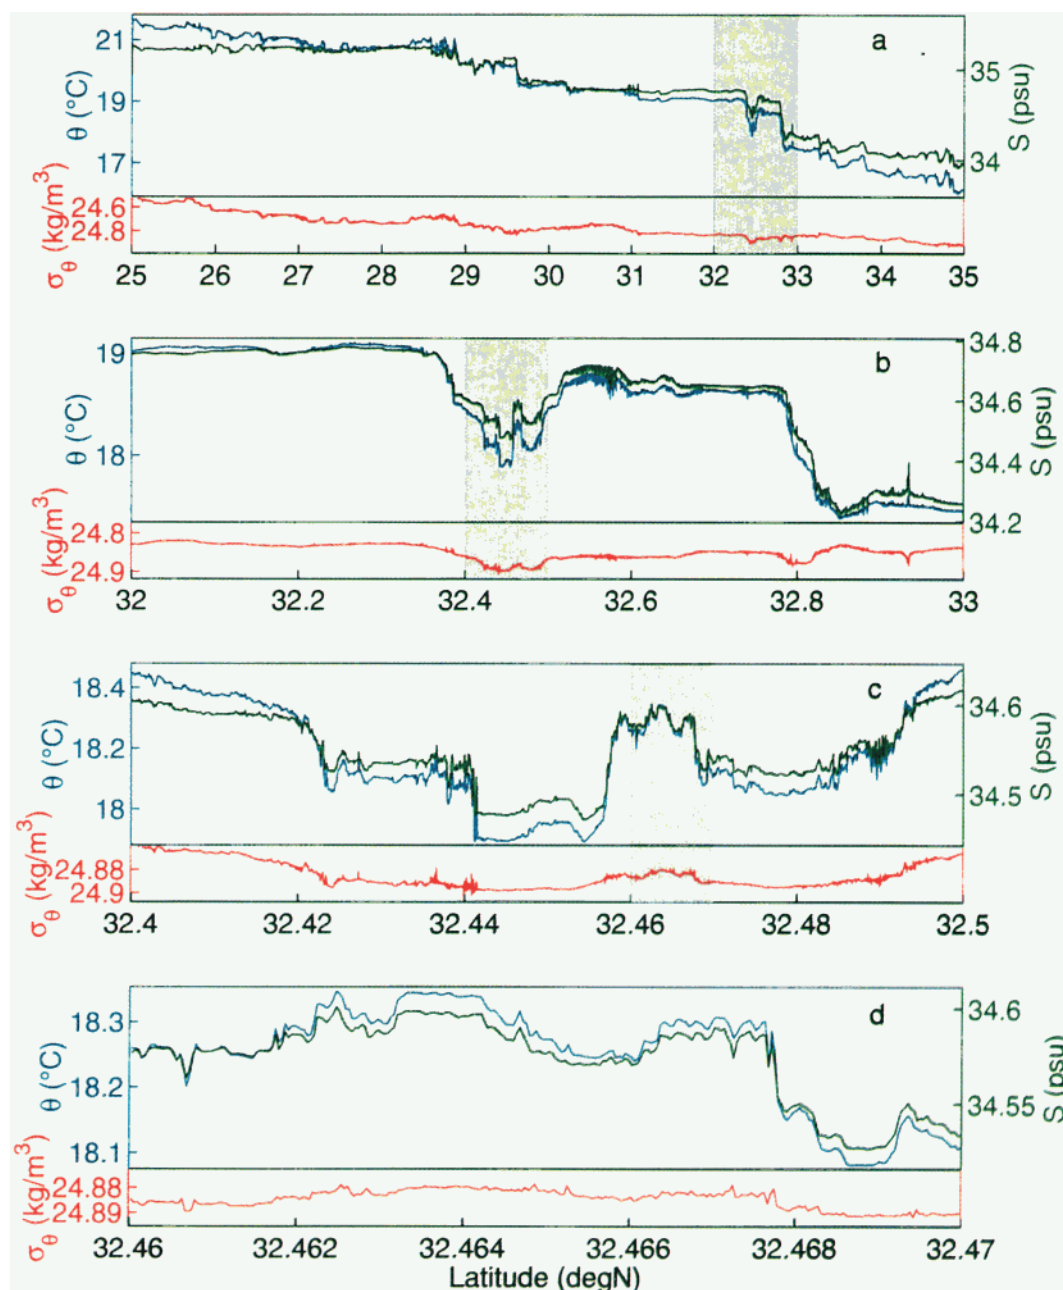 a
21
19
17
θ (°C)
35
34
S (psu)
24.6
24.8
σθ (kg/m³)
25 26 27 28 29 30 31 32 33 34 35
b
19
18
θ (°C)
34.8
34.6
34.4
34.2
S (psu)
24.8
24.9
σθ (kg/m³)
32 32.2 32.4 32.6 32.8 33
c
18.4
18.2
18
θ (°C)
34.6
34.5
S (psu)
24.88
24.9
σθ (kg/m³)
32.4 32.42 32.44 32.46 32.48 32.5
d
18.3
18.2
18.1
θ (°C)
34.6
34.55
S (psu)
24.88
24.89
σθ (kg/m³)
32.46 32.462 32.464 32.466 32.468 32.47
Latitude (degN)